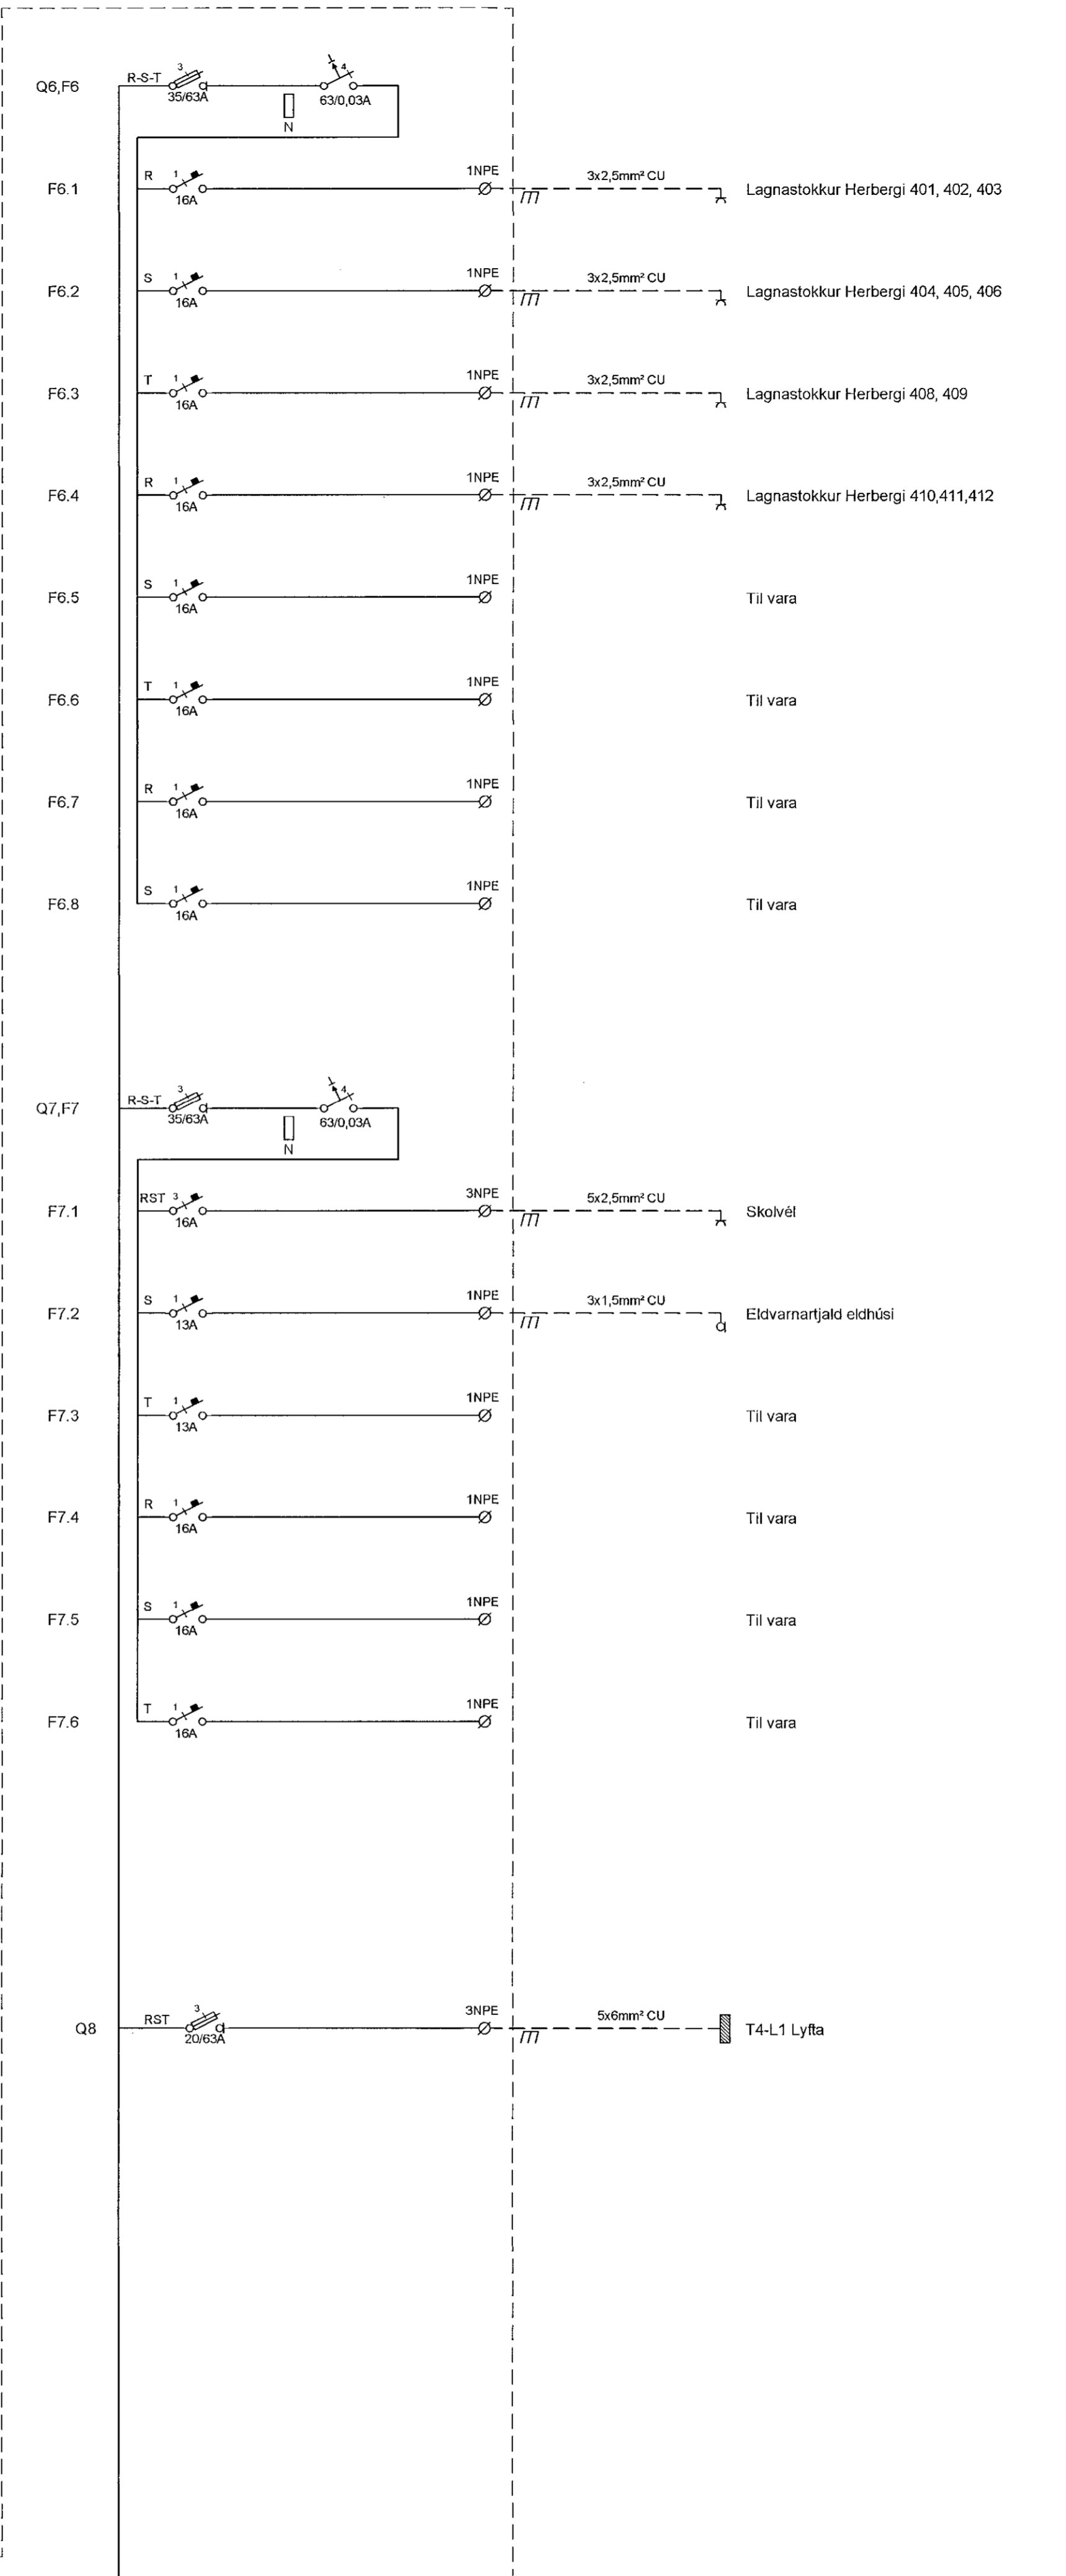 Q6,F6 R-S-T 3 35/63A N 4 63/0,03A
F6.1 R 1 16A 1NPE 3x2,5mm² CU Lagnastokkur Herbergi 401, 402, 403
F6.2 S 1 16A 1NPE 3x2,5mm² CU Lagnastokkur Herbergi 404, 405, 406
F6.3 T 1 16A 1NPE 3x2,5mm² CU Lagnastokkur Herbergi 408, 409
F6.4 R 1 16A 1NPE 3x2,5mm² CU Lagnastokkur Herbergi 410,411,412
F6.5 S 1 16A 1NPE Til vara
F6.6 T 1 16A 1NPE Til vara
F6.7 R 1 16A 1NPE Til vara
F6.8 S 1 16A 1NPE Til vara
Q7,F7 R-S-T 3 35/63A N 4 63/0,03A
F7.1 RST 3 16A 3NPE 5x2,5mm² CU Skolvél
F7.2 S 1 13A 1NPE 3x1,5mm² CU Eldvarnartjald eldhúsi
F7.3 T 1 13A 1NPE Til vara
F7.4 R 1 16A 1NPE Til vara
F7.5 S 1 16A 1NPE Til vara
F7.6 T 1 16A 1NPE Til vara
Q8 RST 3 20/63A 3NPE 5x6mm² CU T4-L1 Lyfta